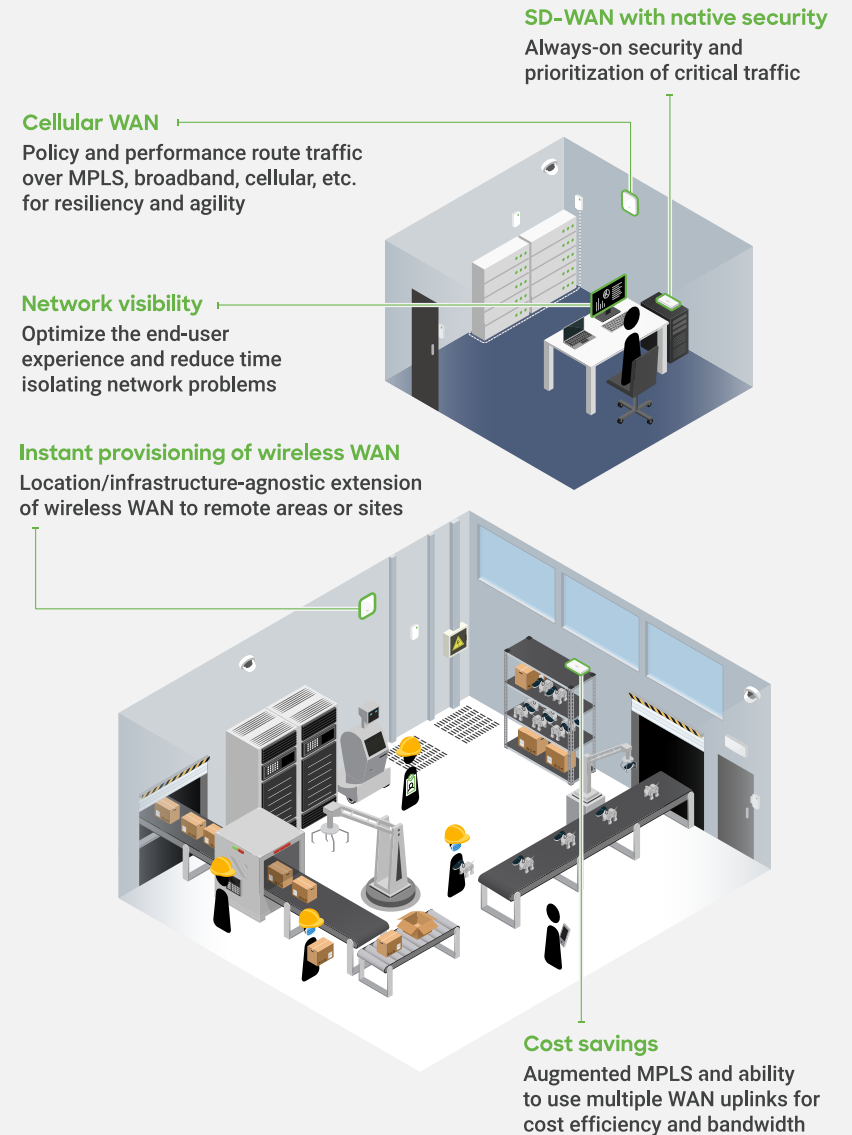 SD-WAN with native security
Always-on security and
prioritization of critical traffic
Cellular WAN
Policy and performance route traffic
over MPLS, broadband, cellular, etc.
for resiliency and agility
Network visibility
Optimize the end-user
experience and reduce time
isolating network problems
Instant provisioning of wireless WAN
Location/infrastructure-agnostic extension
of wireless WAN to remote areas or sites
Cost savings
Augmented MPLS and ability
to use multiple WAN uplinks for
cost efficiency and bandwidth